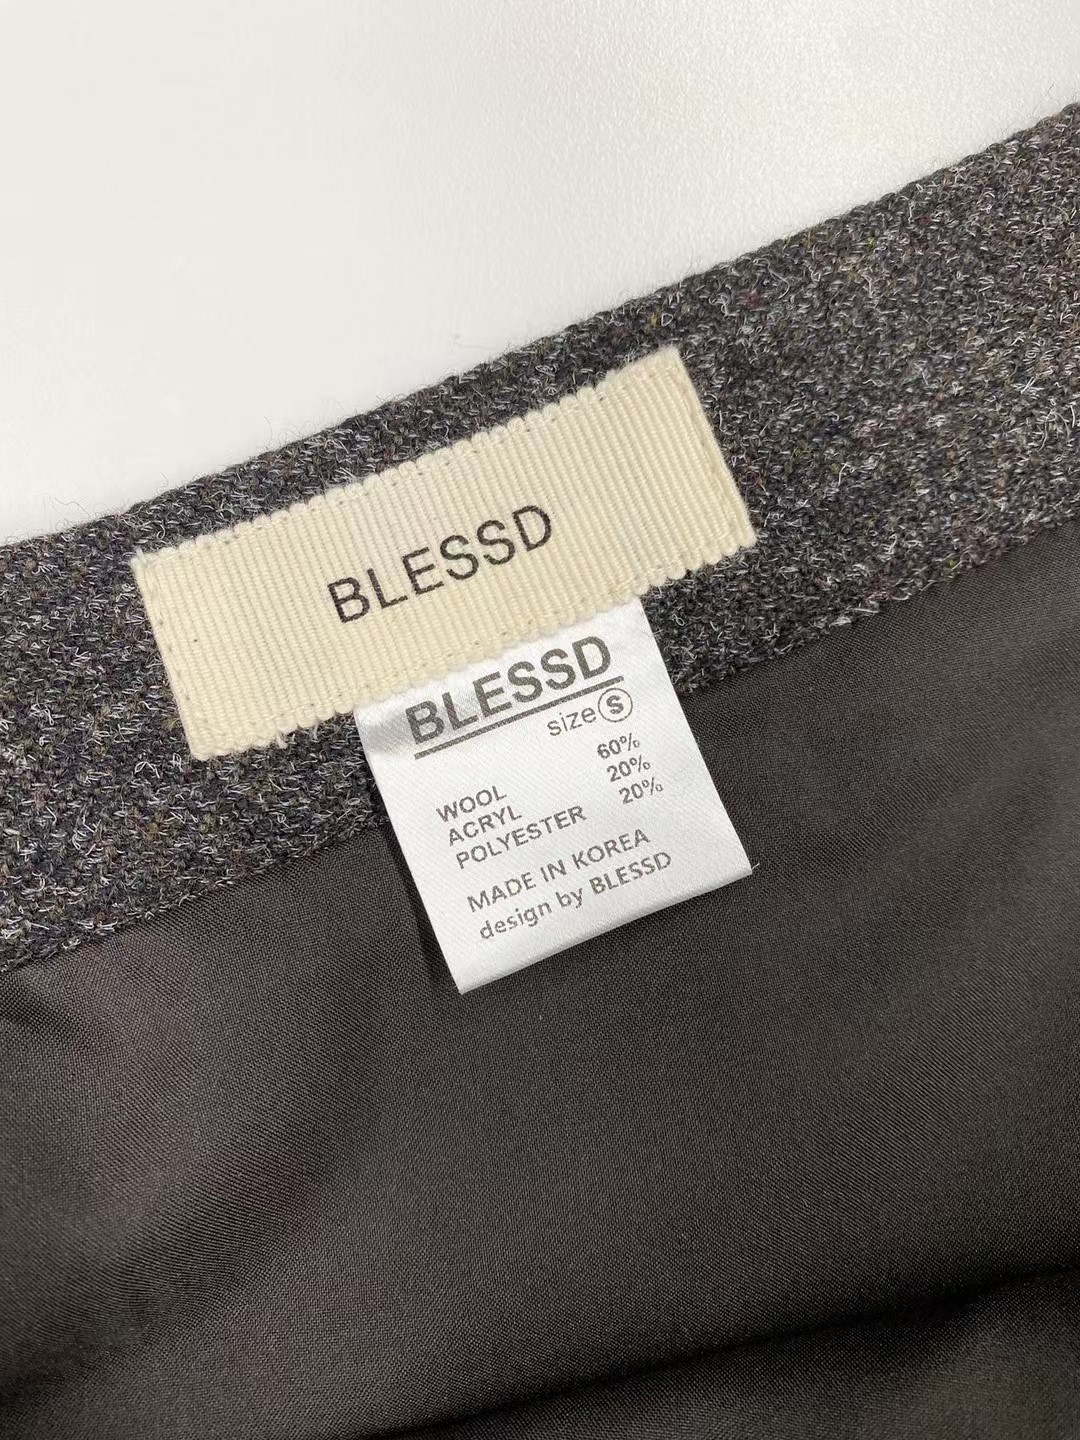 BLESSD
BLESSD
size Ⓢ
WOOL 60%
ACRYL 20%
POLYESTER 20%
MADE IN KOREA
design by BLESSD